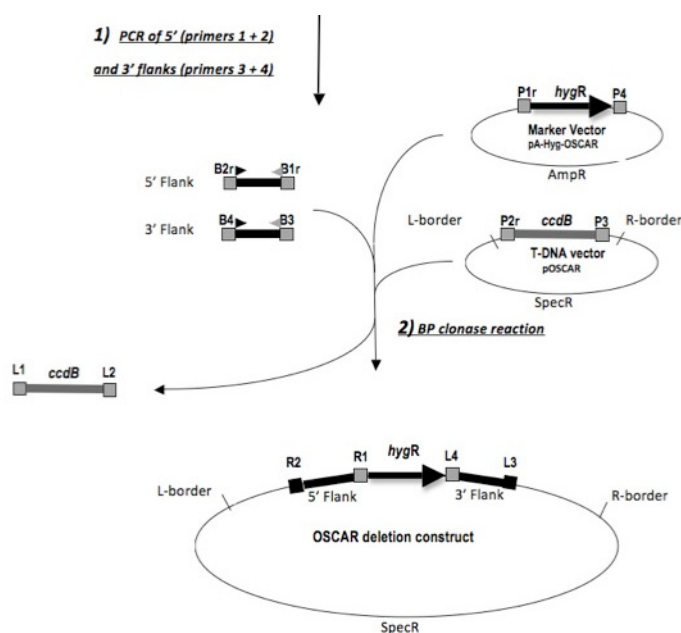 1) PCR of 5' (primers 1 + 2)
and 3' flanks (primers 3 + 4)
P1r hygR P4
Marker Vector
pA-Hyg-OSCAR
AmpR
B2r B1r
5' Flank
B4 B3
3' Flank
L-border P2r ccdB P3 R-border
T-DNA vector
pOSCAR
SpecR
2) BP clonase reaction
L1 ccdB L2
R2 R1 hygR L4 L3
L-border 5' Flank 3' Flank R-border
OSCAR deletion construct
SpecR